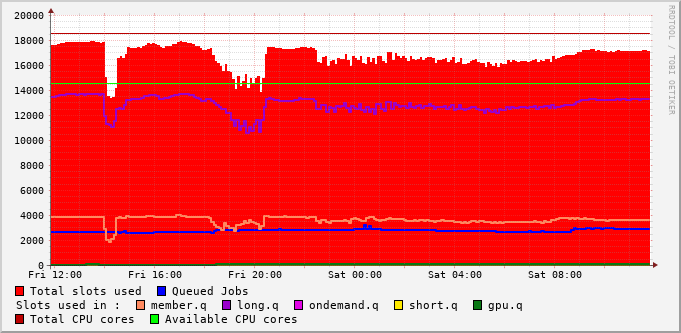 RRDTOOL / TOBI OETIKER
20000
18000
16000
14000
12000
10000
8000
6000
4000
2000
0
Fri 12:00 Fri 16:00 Fri 20:00 Sat 00:00 Sat 04:00 Sat 08:00
Total slots used Queued Jobs
Slots used in : member.q long.q ondemand.q short.q gpu.q
Total CPU cores Available CPU cores